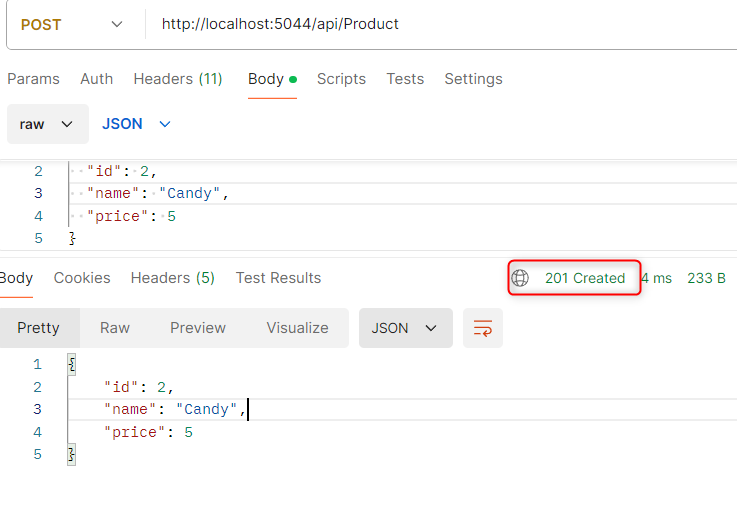 POST http://localhost:5044/api/Product
Params Auth Headers (11) Body Scripts Tests Settings
raw JSON
2 "id": 2,
3 "name": "Candy",
4 "price": 5
5 }
Body Cookies Headers (5) Test Results 201 Created 4 ms 233 B
Pretty Raw Preview Visualize JSON
1 {
2 "id": 2,
3 "name": "Candy",
4 "price": 5
5 }